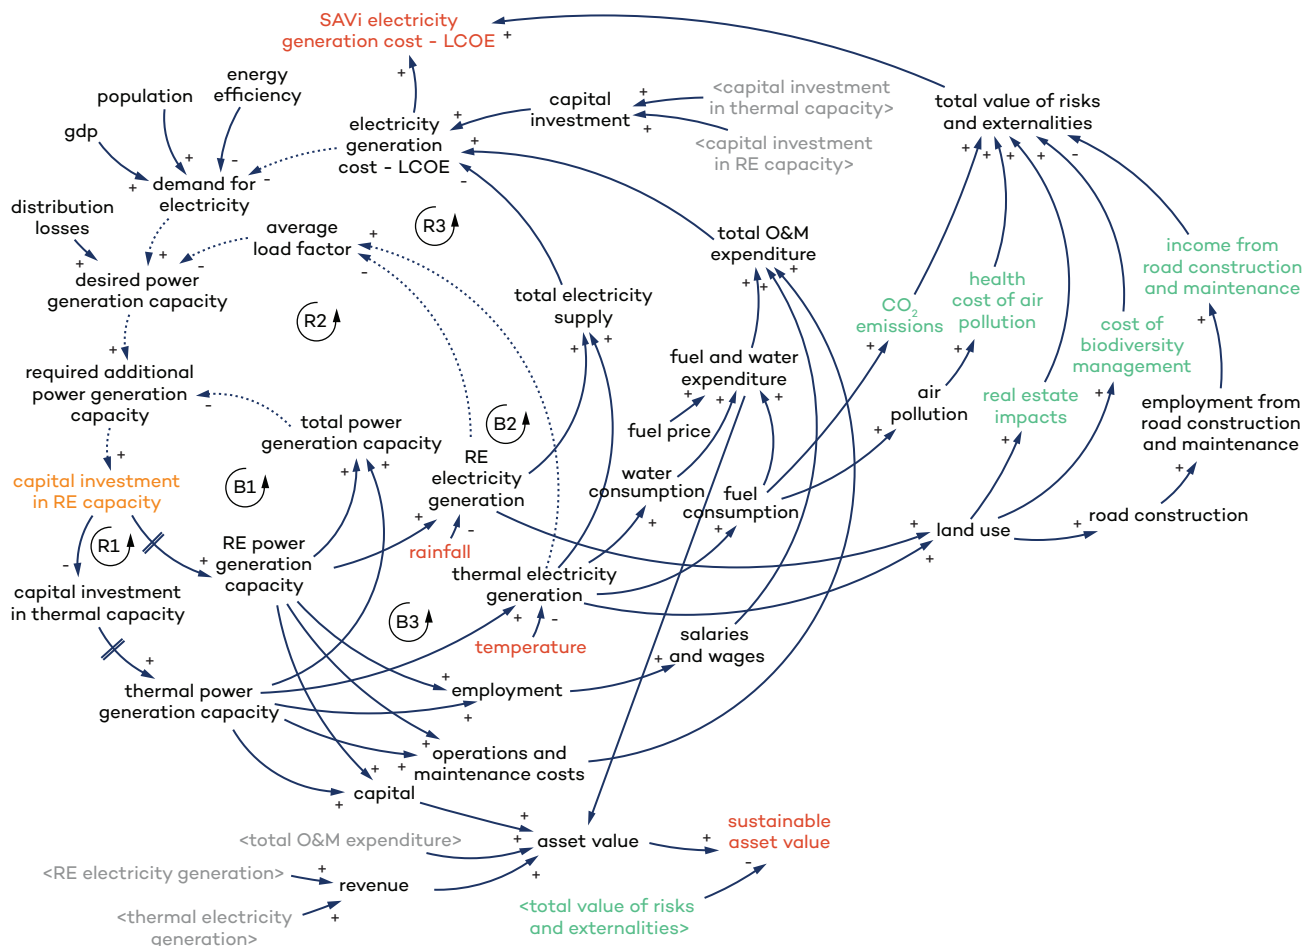 SAVi electricity
generation cost - LCOE
energy
efficiency
population
gdp
capital
investment
<capital investment
in thermal capacity>
total value of risks
and externalities
electricity
generation
cost - LCOE
<capital investment
in RE capacity>
demand for
electricity
distribution
losses
average
load factor
R3
total O&M
expenditure
income from
road construction
and maintenance
desired power
generation capacity
health
cost of air
pollution
total electricity
supply
CO2
emissions
R2
cost of
biodiversity
management
fuel and water
expenditure
required additional
power generation
capacity
air
pollution
real estate
impacts
employment from
road construction
and maintenance
total power
generation capacity
B2
fuel price
RE
electricity
generation
water
consumption
capital investment
in RE capacity
B1
fuel
consumption
land use
road construction
R1
RE power
generation
capacity
rainfall
thermal electricity
generation
capital investment
in thermal capacity
B3
temperature
salaries
and wages
thermal power
generation capacity
employment
operations and
maintenance costs
capital
<total O&M expenditure>
asset value
sustainable
asset value
<RE electricity generation>
revenue
<thermal electricity
generation>
<total value of risks
and externalities>